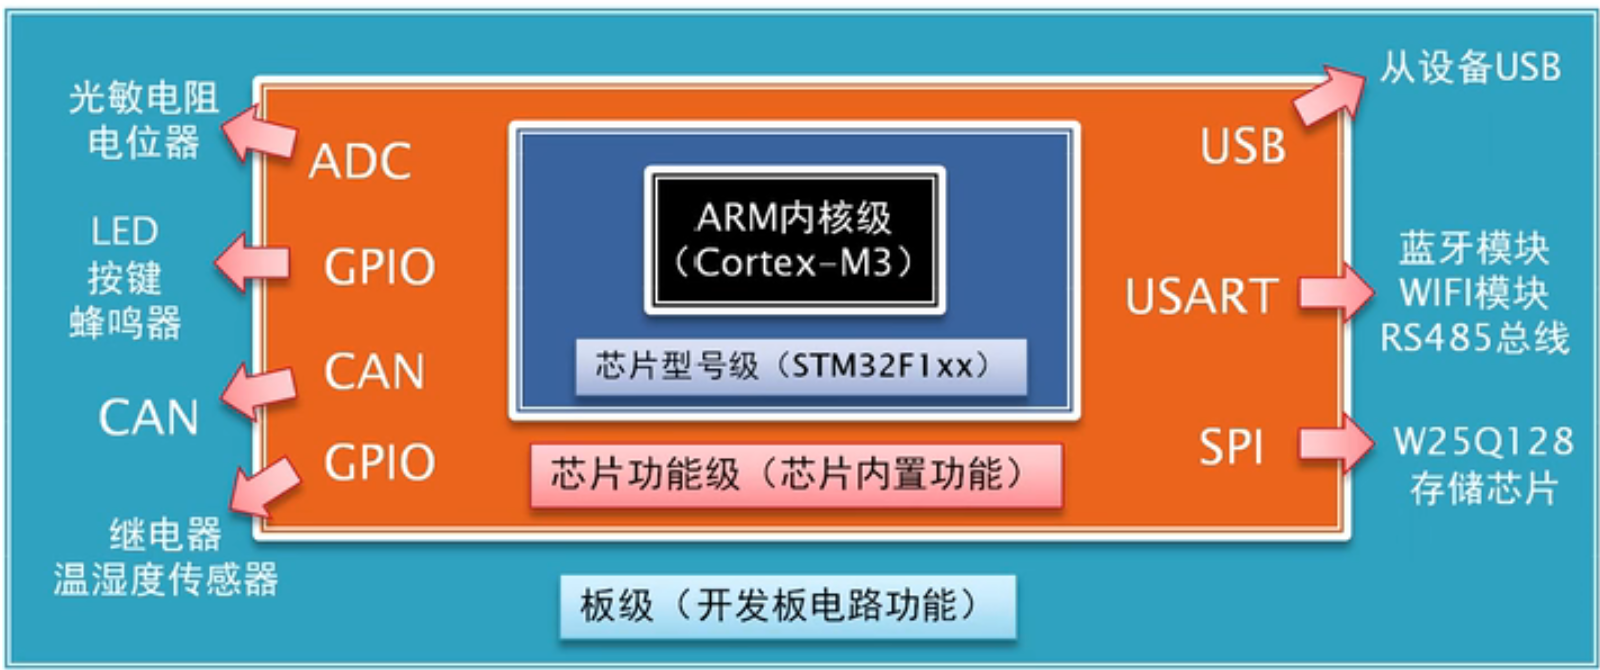 光敏电阻
电位器
LED
按键
蜂鸣器
CAN
继电器
温湿度传感器
ADC
GPIO
CAN
GPIO
ARM内核级
（Cortex-M3）
芯片型号级（STM32F1xx）
芯片功能级（芯片内置功能）
板级（开发板电路功能）
USB
USART
SPI
从设备USB
蓝牙模块
WIFI模块
RS485总线
W25Q128
存储芯片